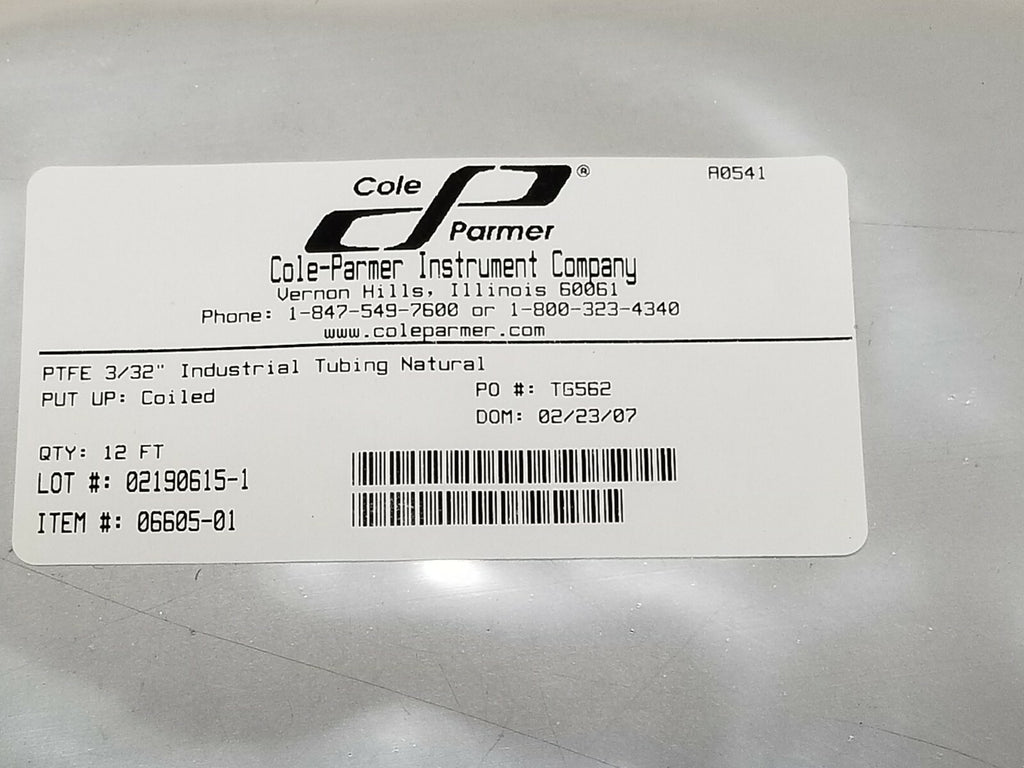 Cole
Parmer
®
A0541
Cole-Parmer Instrument Company
Vernon Hills, Illinois 60061
Phone: 1-847-549-7600 or 1-800-323-4340
www.coleparmer.com
PTFE 3/32" Industrial Tubing Natural
PUT UP: Coiled
PO #: TG562
DOM: 02/23/07
QTY: 12 FT
LOT #: 02190615-1
ITEM #: 06605-01